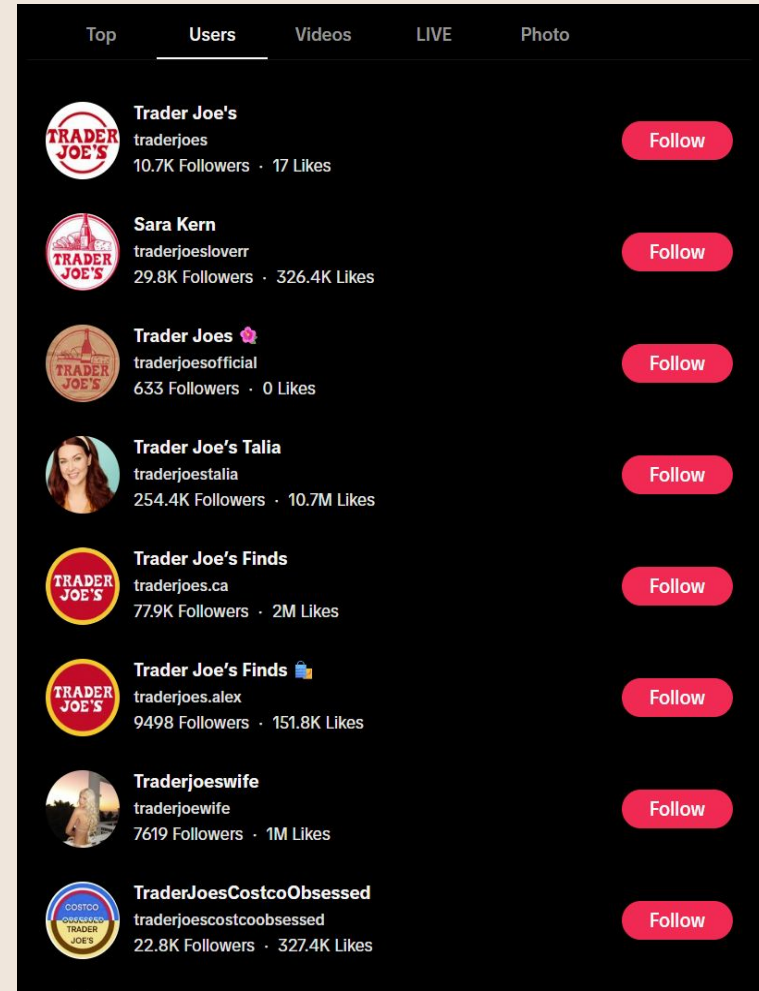 Top Users Videos LIVE Photo
TRADER
JOE'S
Trader Joe's
traderjoes
10.7K Followers · 17 Likes
Follow
TRADER
JOE'S
Sara Kern
traderjoesloverr
29.8K Followers · 326.4K Likes
Follow
TRADER
JOE'S
Trader Joes 🌺
traderjoesofficial
633 Followers · 0 Likes
Follow
Trader Joe’s Talia
traderjoestalia
254.4K Followers · 10.7M Likes
Follow
TRADER
JOE'S
Trader Joe’s Finds
traderjoes.ca
77.9K Followers · 2M Likes
Follow
TRADER
JOE'S
Trader Joe’s Finds 🛍️
traderjoes.alex
9498 Followers · 151.8K Likes
Follow
Traderjoeswife
traderjoewife
7619 Followers · 1M Likes
Follow
COSTCO
OBSESSED
TRADER
JOE'S
TraderJoesCostcoObsessed
traderjoescostcoobsessed
22.8K Followers · 327.4K Likes
Follow